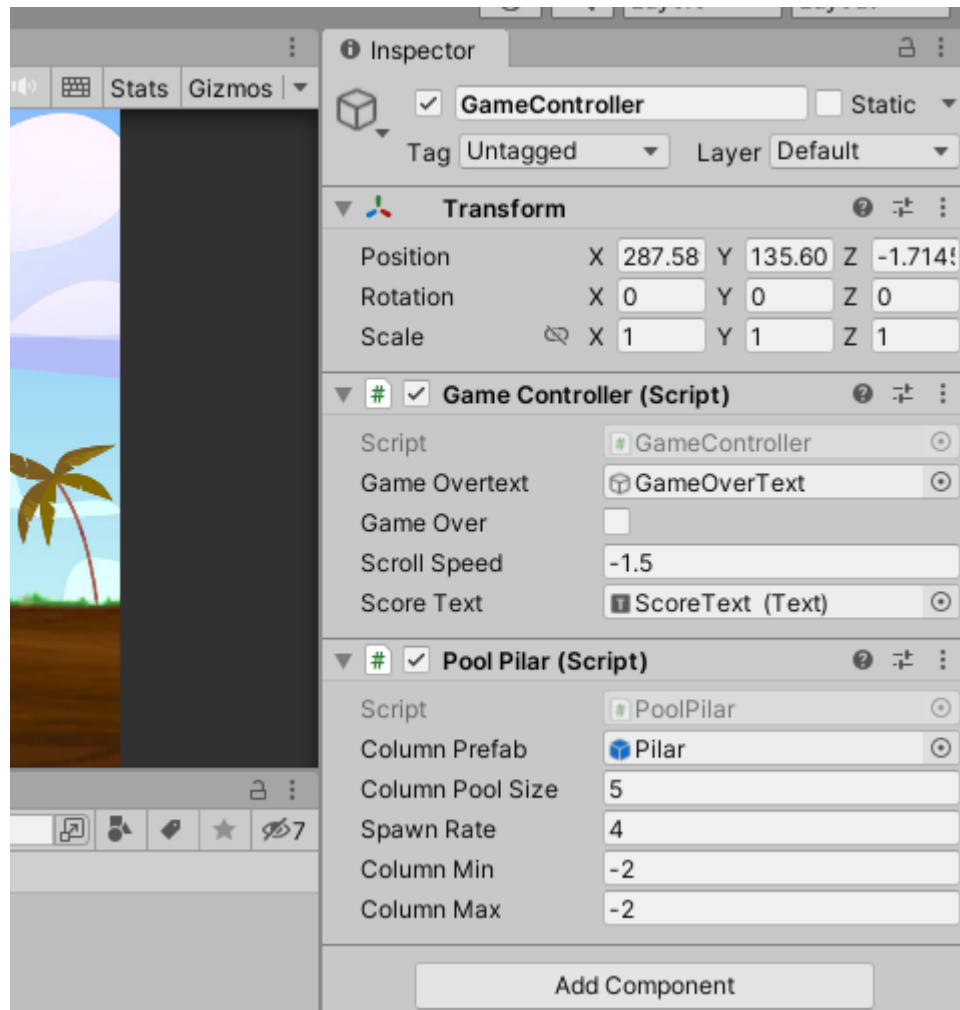 Inspector
Stats Gizmos
GameController Static
Tag Untagged Layer Default
Transform
Position X 287.58 Y 135.60 Z -1.714
Rotation X 0 Y 0 Z 0
Scale X 1 Y 1 Z 1
Game Controller (Script)
Script # GameController
Game Overtext GameOverText
Game Over
Scroll Speed -1.5
Score Text ScoreText (Text)
Pool Pilar (Script)
Script # PoolPilar
Column Prefab Pilar
Column Pool Size 5
Spawn Rate 4
Column Min -2
Column Max -2
7
Add Component